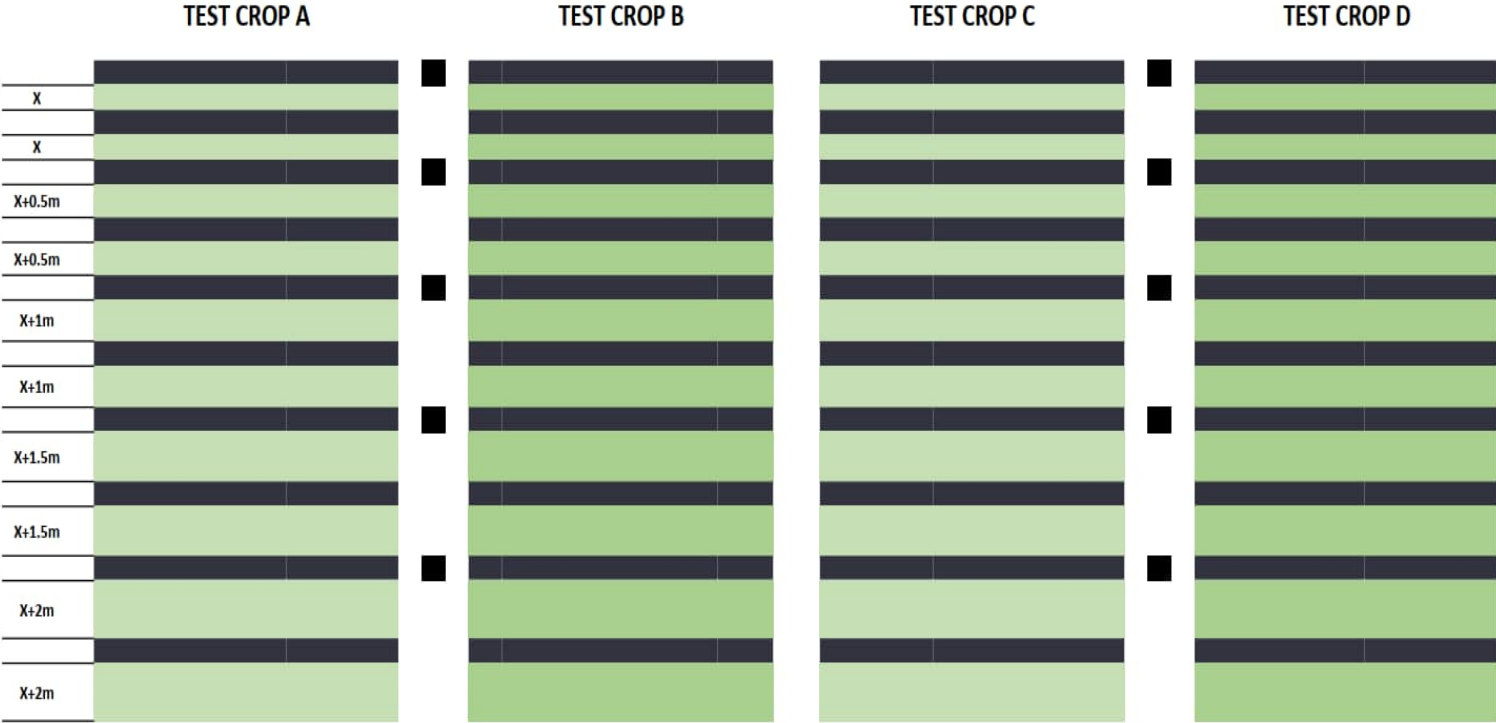 TEST CROP A TEST CROP B TEST CROP C TEST CROP D
X
X
X+0.5m
X+0.5m
X+1m
X+1m
X+1.5m
X+1.5m
X+2m
X+2m